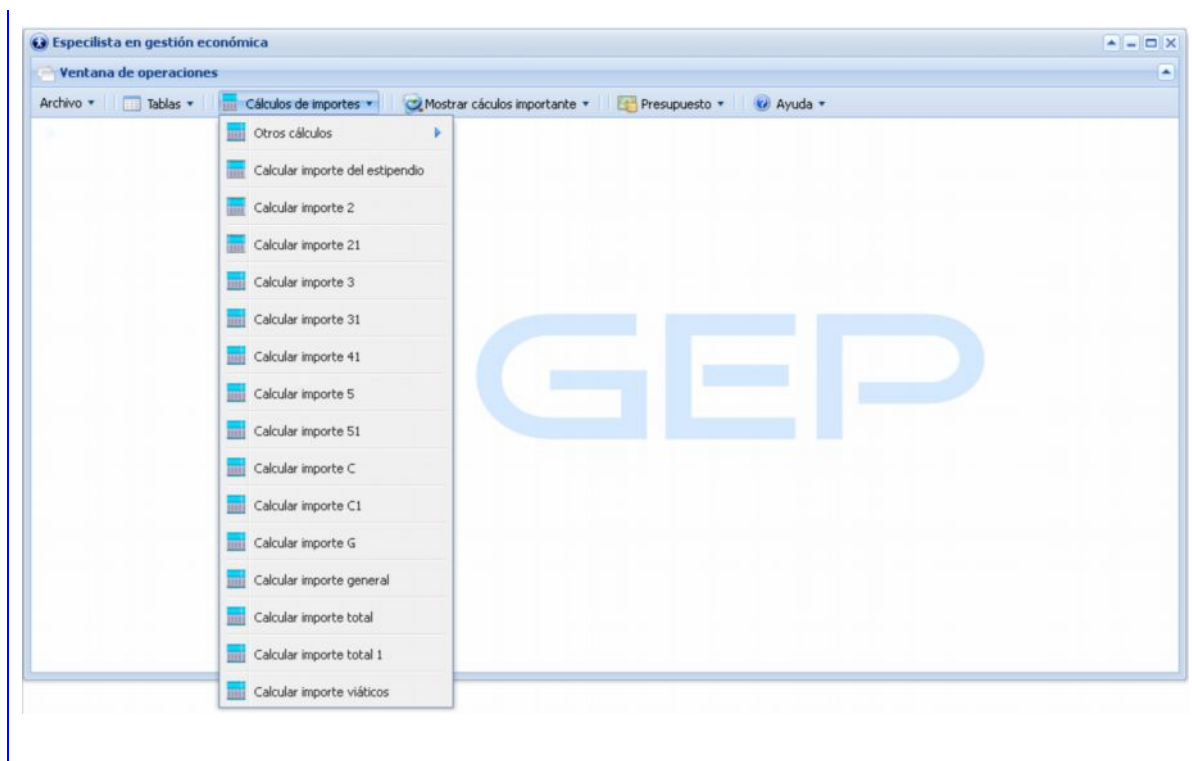 Especilista en gestión económica
Ventana de operaciones
Archivo Tablas Cálculos de importes Mostrar cáculos importante Presupuesto Ayuda
Otros cálculos
Calcular importe del estipendio
Calcular importe 2
Calcular importe 21
Calcular importe 3
Calcular importe 31
Calcular importe 41
Calcular importe 5
Calcular importe 51
Calcular importe C
Calcular importe C1
Calcular importe G
Calcular importe general
Calcular importe total
Calcular importe total 1
Calcular importe viáticos
GEP